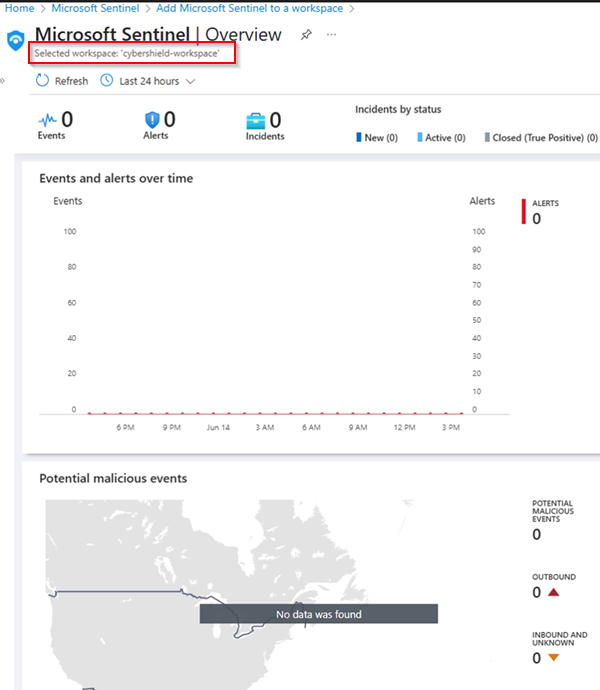 Home > Microsoft Sentinel > Add Microsoft Sentinel to a workspace >
Microsoft Sentinel | Overview ...
Selected workspace: 'cybershield-workspace'
» Refresh Last 24 hours
0 0 0
Events Alerts Incidents
Incidents by status
New (0) Active (0) Closed (True Positive) (0)
Events and alerts over time
Events Alerts
100
80
60
40
20
0
100
90
80
70
60
50
40
30
20
10
0
6 PM 9 PM Jun 14 3 AM 6 AM 9 AM 12 PM 3 PM
ALERTS
0
Potential malicious events
No data was found
POTENTIAL
MALICIOUS
EVENTS
0
OUTBOUND
0
INBOUND AND
UNKNOWN
0